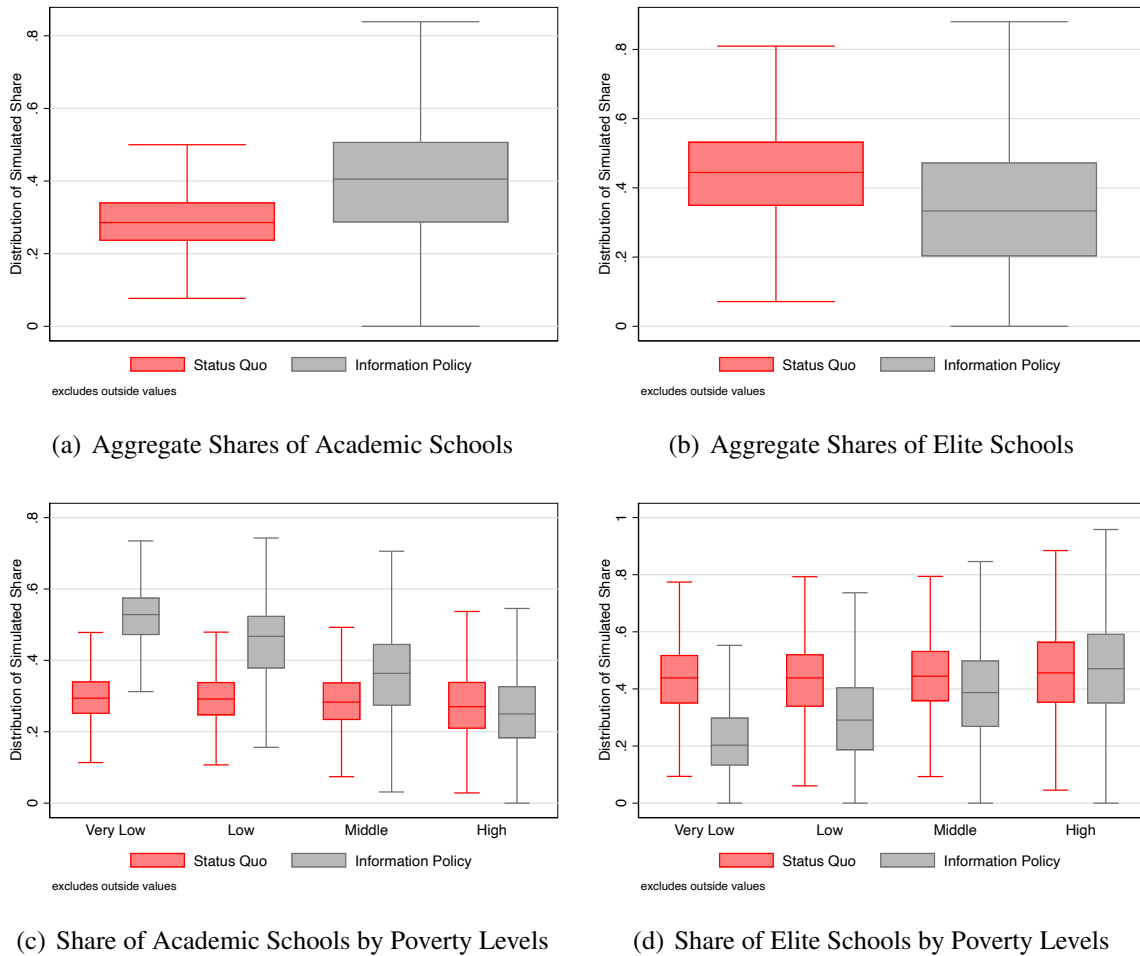 Distribution of Simulated Share
.8
.6
.4
.2
0
Status Quo
Information Policy
excludes outside values
(a) Aggregate Shares of Academic Schools
Distribution of Simulated Share
.8
.6
.4
.2
0
Status Quo
Information Policy
excludes outside values
(b) Aggregate Shares of Elite Schools
Distribution of Simulated Share
.8
.6
.4
.2
0
Very Low
Low
Middle
High
Status Quo
Information Policy
excludes outside values
(c) Share of Academic Schools by Poverty Levels
Distribution of Simulated Share
1
.8
.6
.4
.2
0
Very Low
Low
Middle
High
Status Quo
Information Policy
excludes outside values
(d) Share of Elite Schools by Poverty Levels